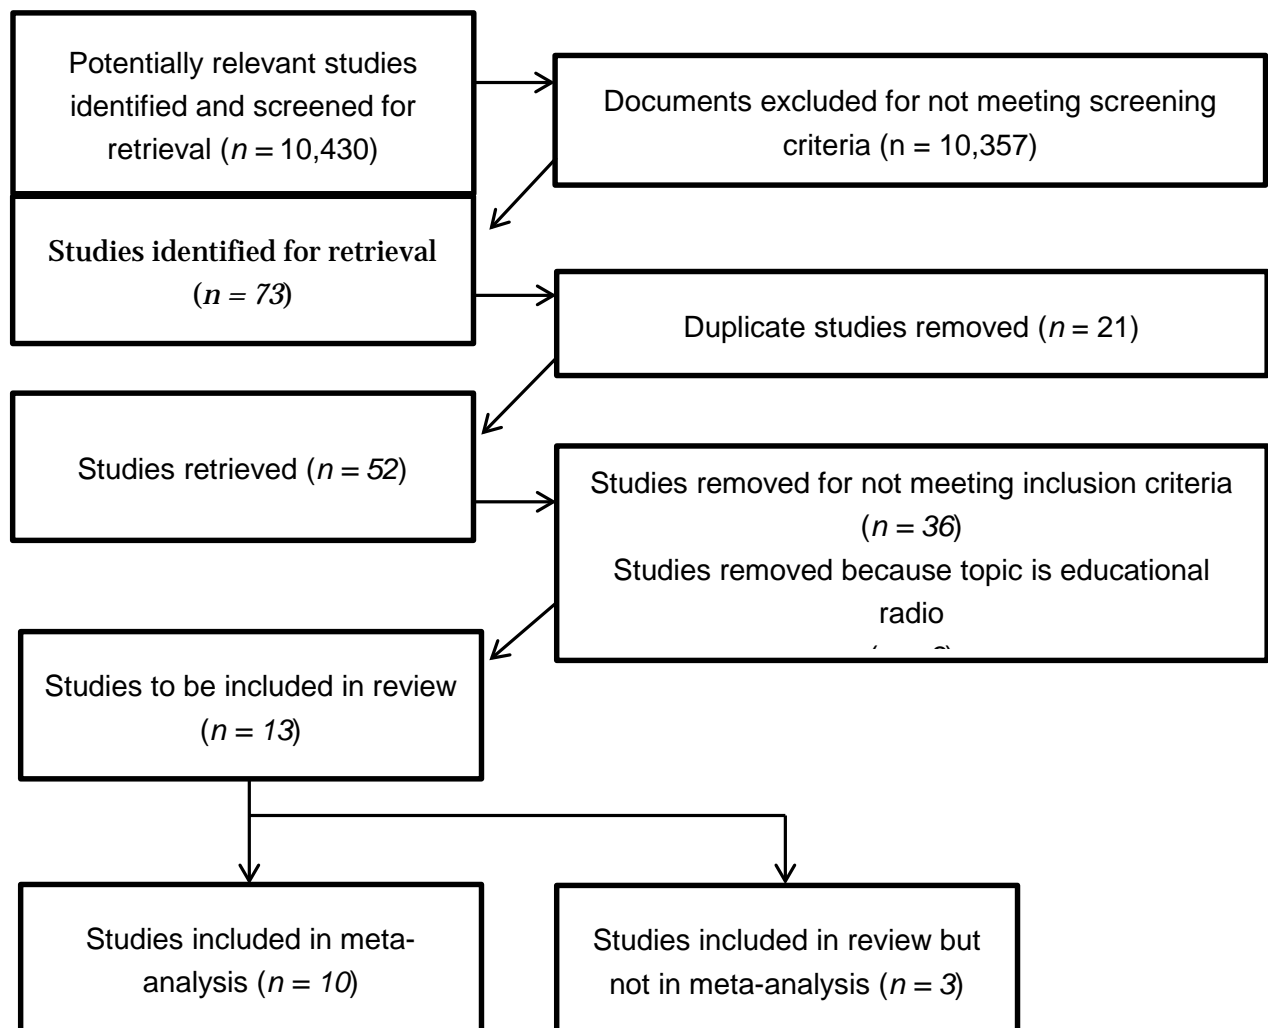 Potentially relevant studies
identified and screened for
retrieval (n = 10,430)
Documents excluded for not meeting screening
criteria (n = 10,357)
Studies identified for retrieval
(n = 73)
Duplicate studies removed (n = 21)
Studies retrieved (n = 52)
Studies removed for not meeting inclusion criteria
(n = 36)
Studies removed because topic is educational
radio
Studies to be included in review
(n = 13)
Studies included in meta-
analysis (n = 10)
Studies included in review but
not in meta-analysis (n = 3)